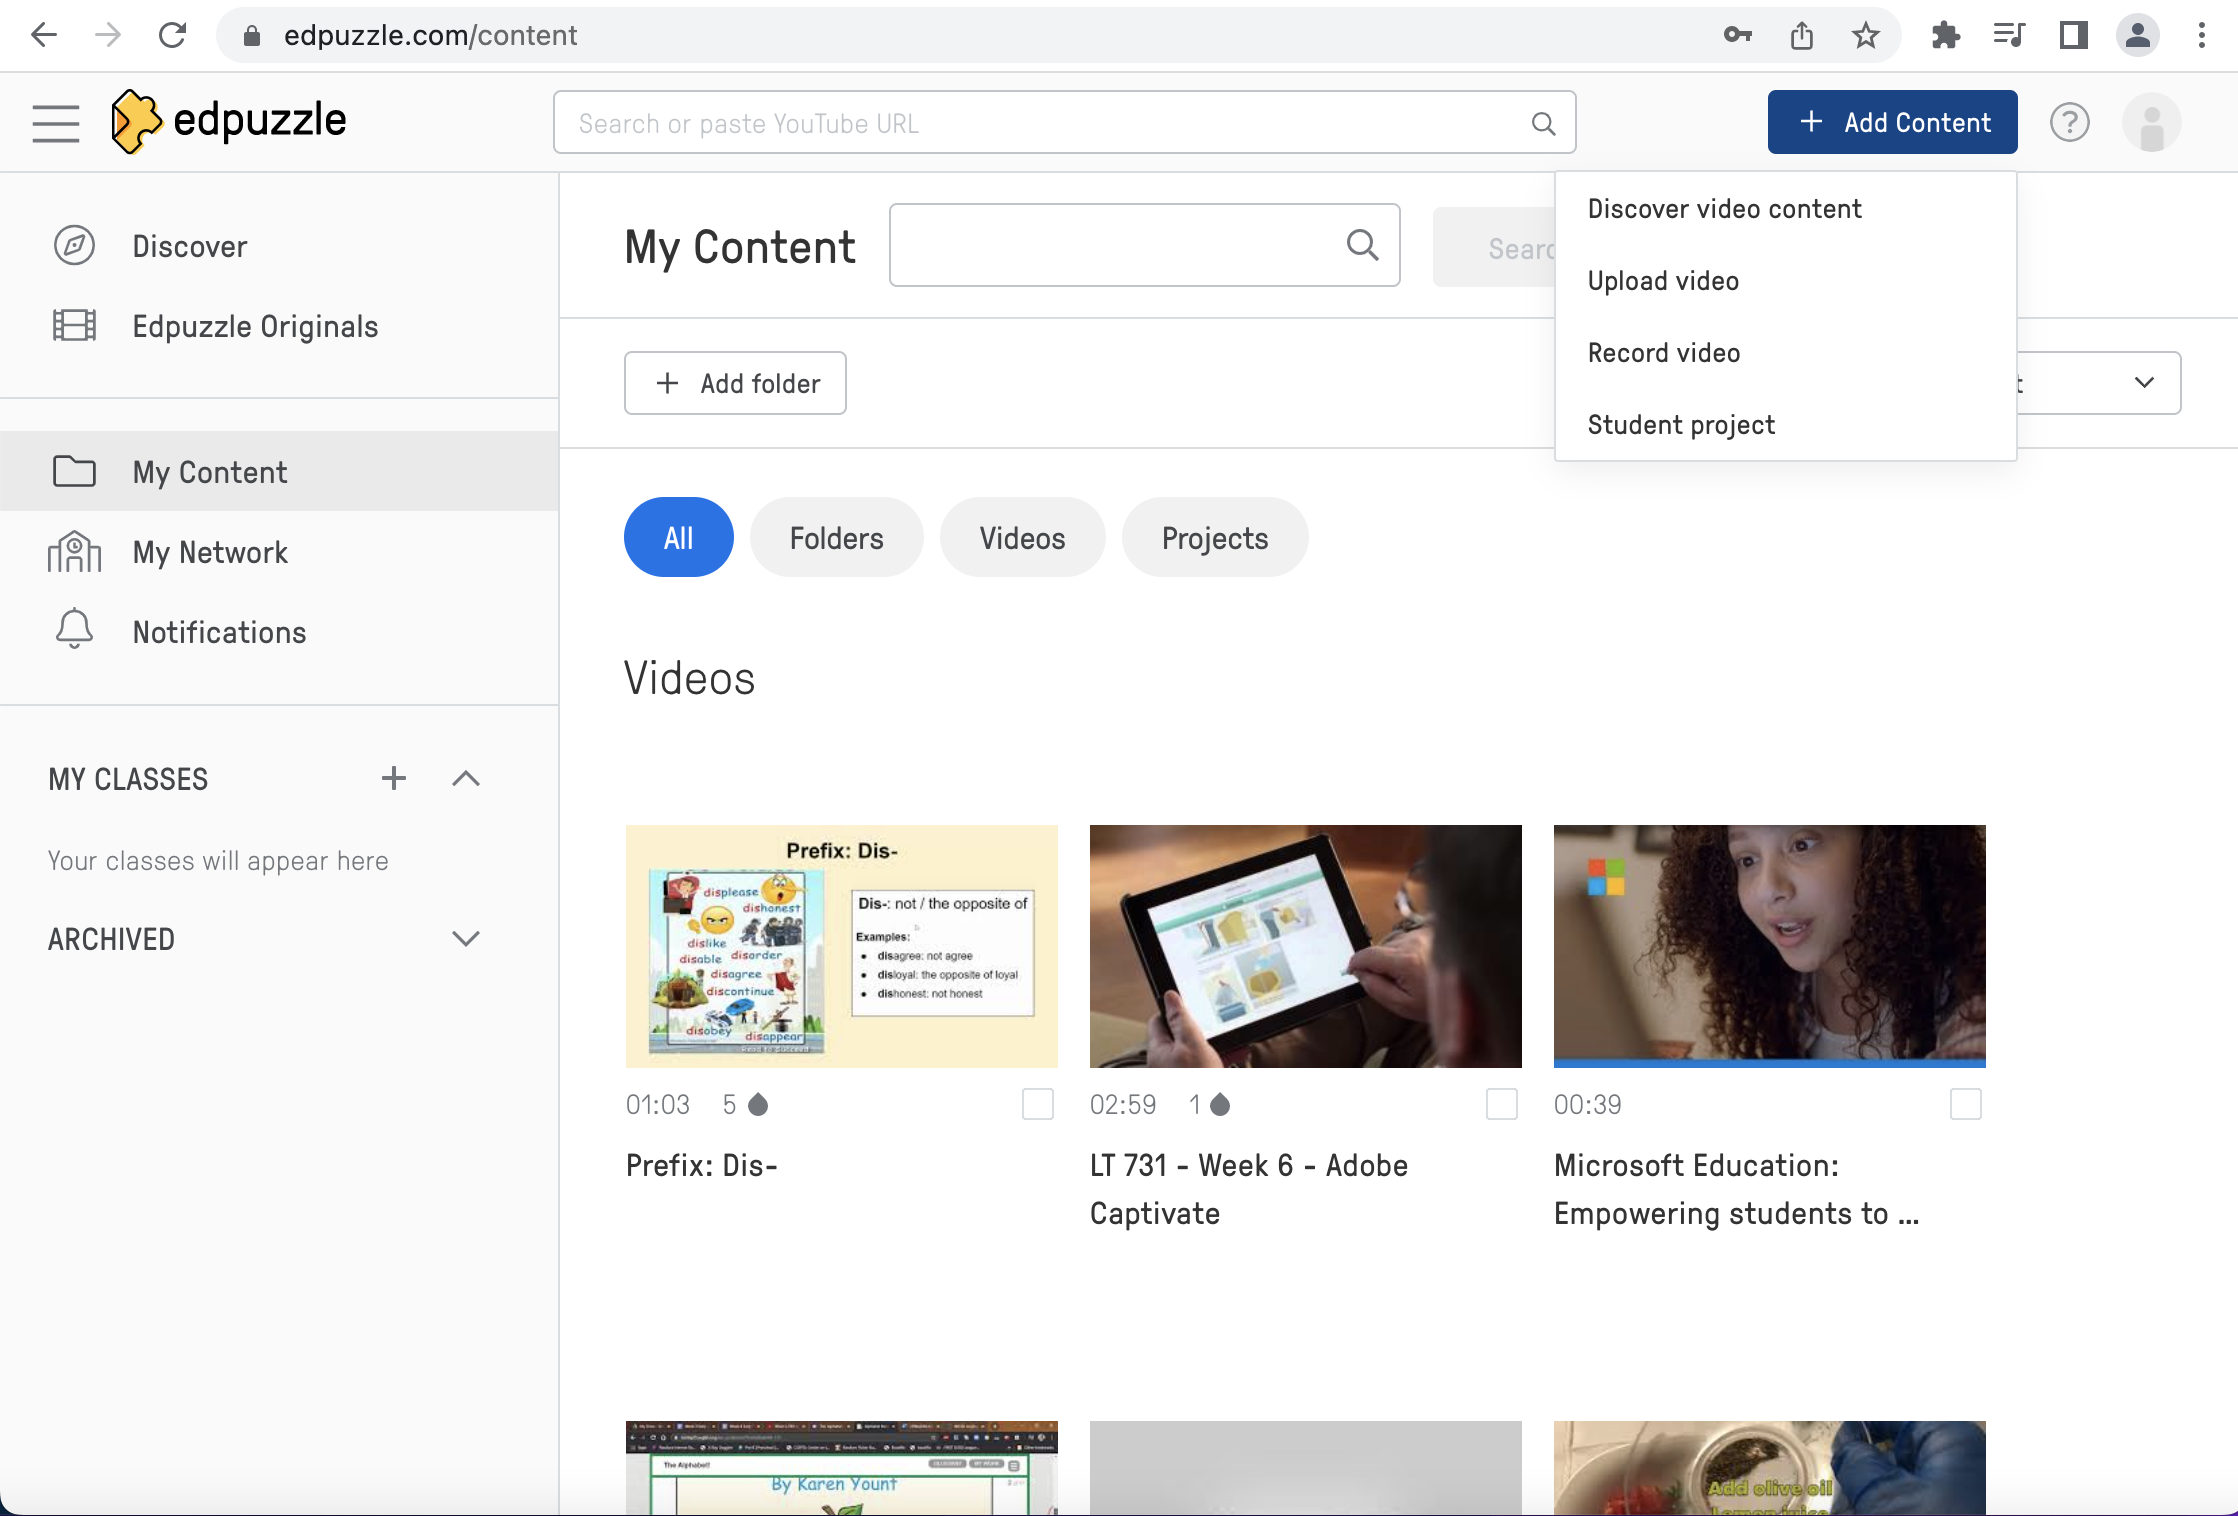 edpuzzle.com/content
edpuzzle
Search or paste YouTube URL
+ Add Content
?
Discover video content
Upload video
Record video
Student project
Discover
Edpuzzle Originals
My Content
My Network
Notifications
MY CLASSES
Your classes will appear here
ARCHIVED
My Content
Searc
+ Add folder
t
All
Folders
Videos
Projects
Videos
Prefix: Dis-
displease
dishonest
dislike
disable disorder
disagree
discontinue
disobey
disappear
Dis-: not / the opposite of
Examples:
disagree: not agree
disloyal: the opposite of loyal
dishonest: not honest
01:03 5
Prefix: Dis-
02:59 1
LT 731 - Week 6 - Adobe
Captivate
00:39
Microsoft Education:
Empowering students to ...
The Alphabet!
By Karen Yount
Add olive oil
Lemon juice